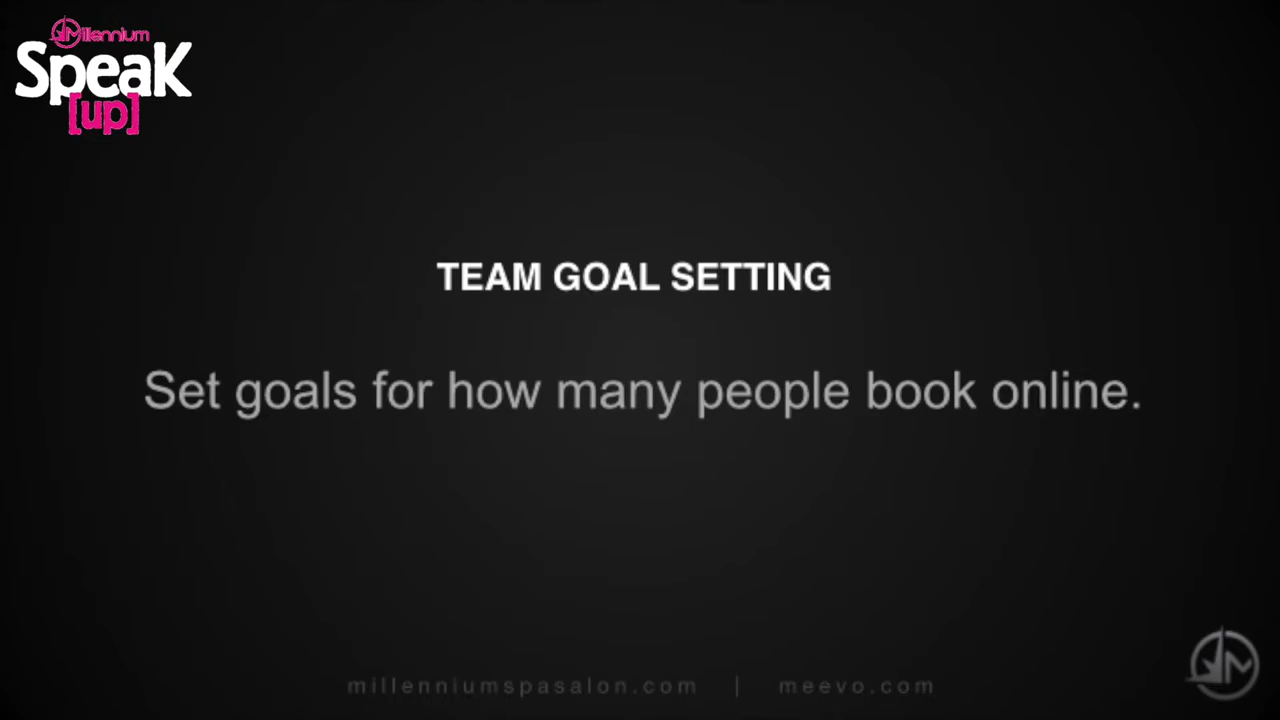 Millennium
Speak
[up]
TEAM GOAL SETTING
Set goals for how many people book online.
millenniumspasalon.com | meevo.com